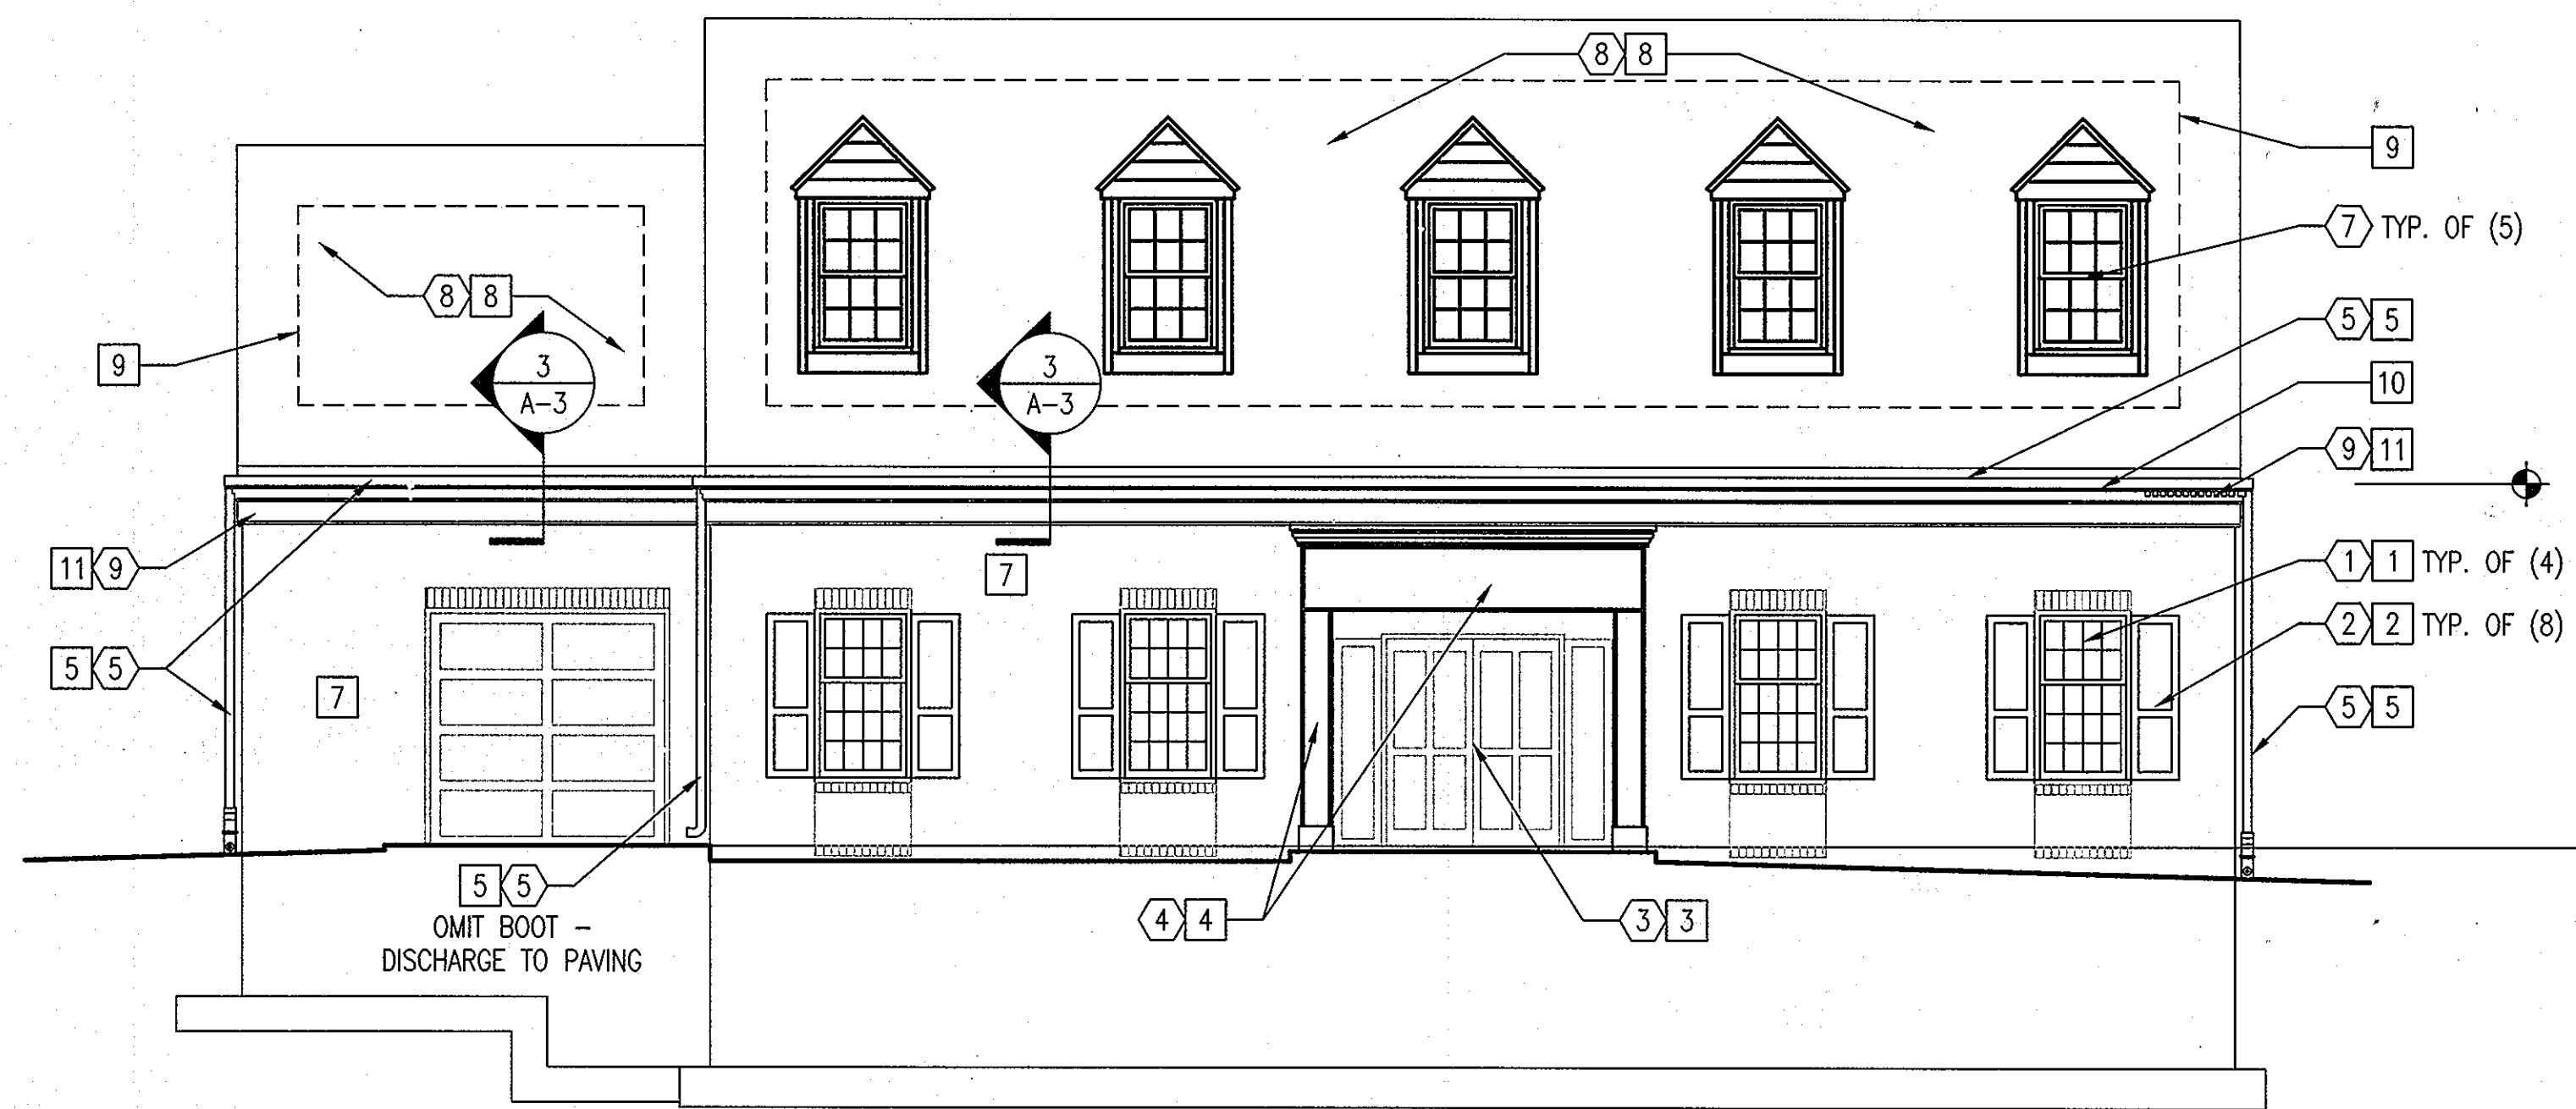 8 8
9
7 TYP. OF (5)
8 8
5 5
9
3
A-3
3
A-3
10
9 11
11 9
7
1 1 TYP. OF (4)
2 2 TYP. OF (8)
5 5
7
5 5
5 5
OMIT BOOT -
DISCHARGE TO PAVING
4 4
3 3